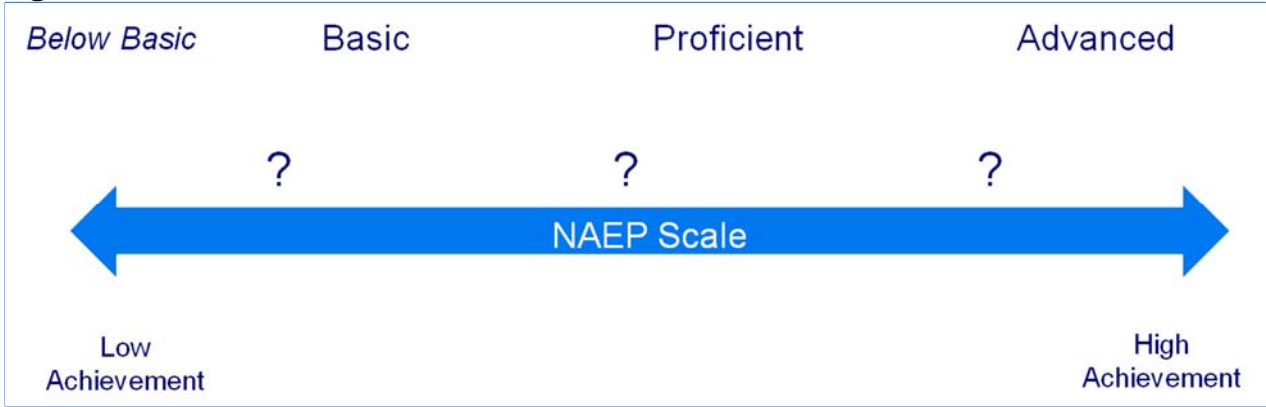 Below Basic Basic Proficient Advanced
? ? ?
NAEP Scale
Low
Achievement
High
Achievement